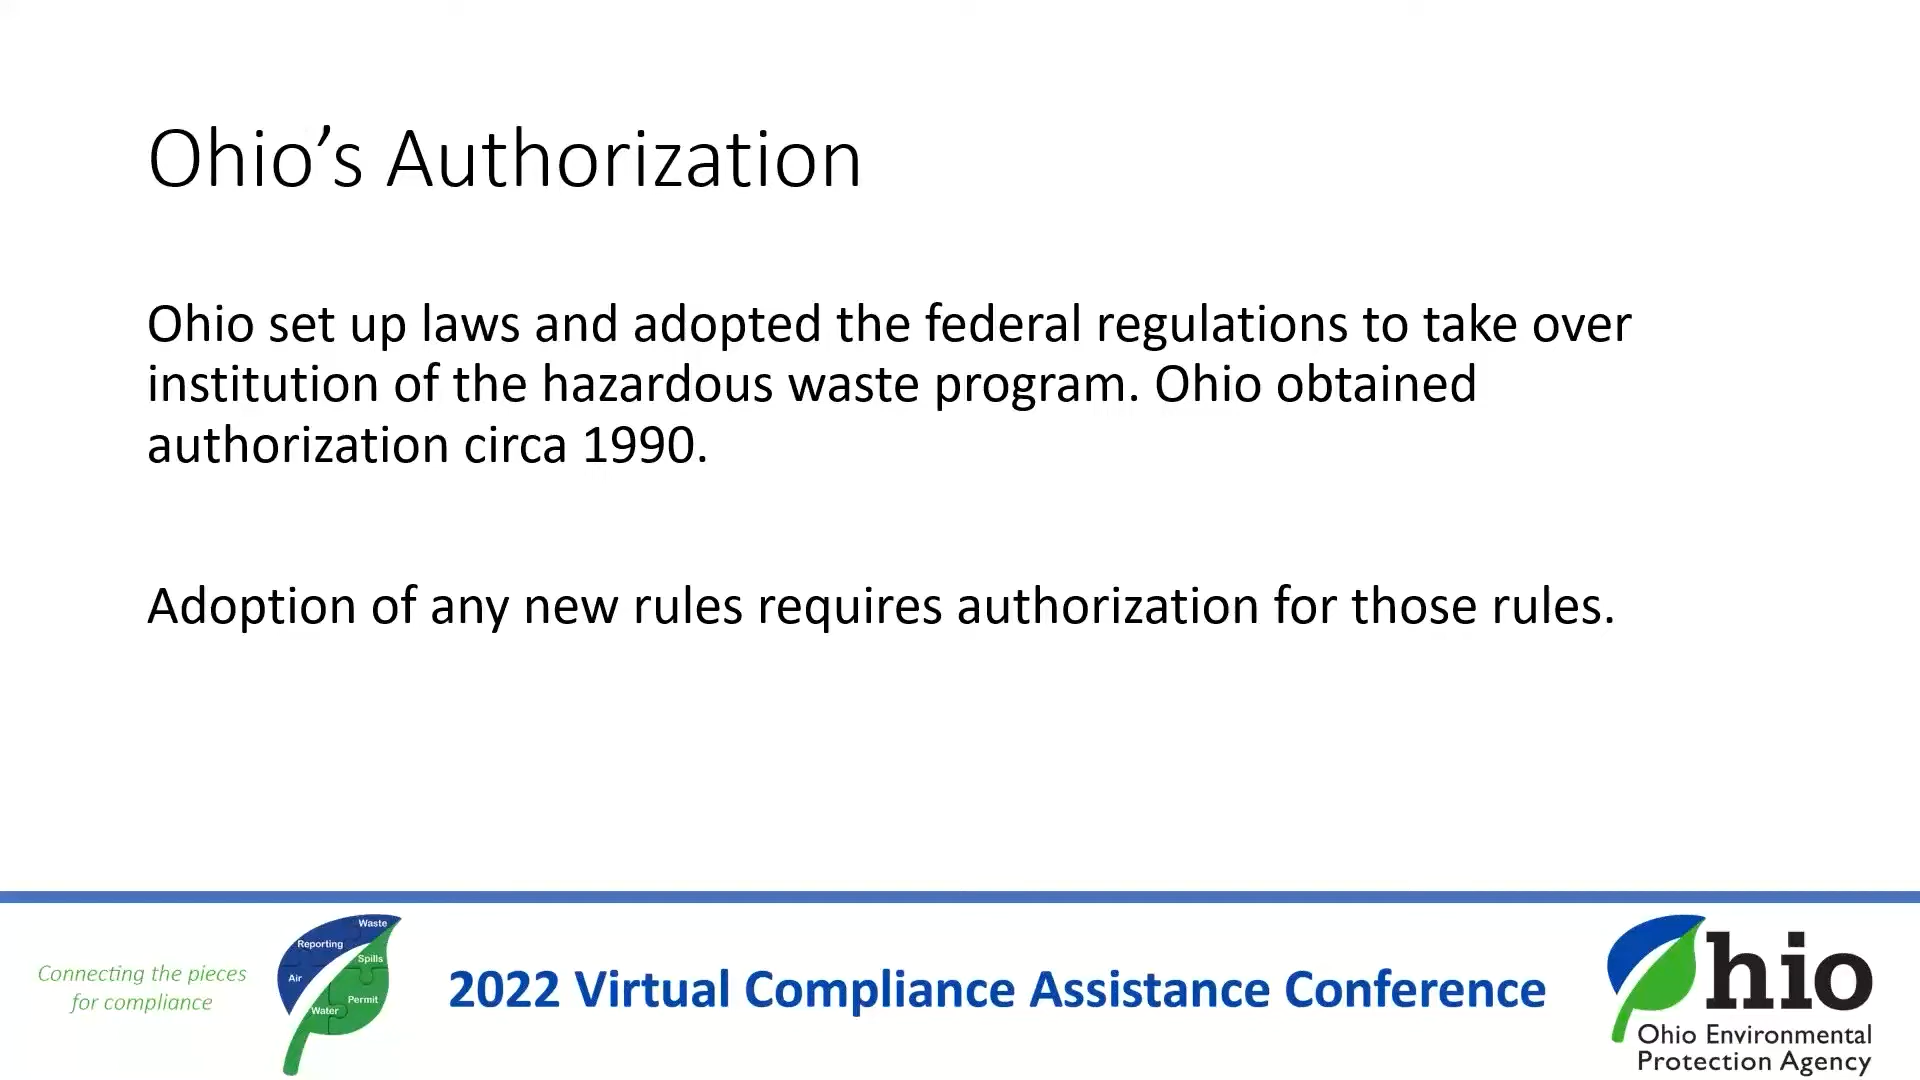 Ohio’s Authorization
Ohio set up laws and adopted the federal regulations to take over
institution of the hazardous waste program. Ohio obtained
authorization circa 1990.
Adoption of any new rules requires authorization for those rules.
Connecting the pieces
for compliance
Waste
Reporting
Spills
Air
Permit
Water
2022 Virtual Compliance Assistance Conference
Ohio
Ohio Environmental
Protection Agency